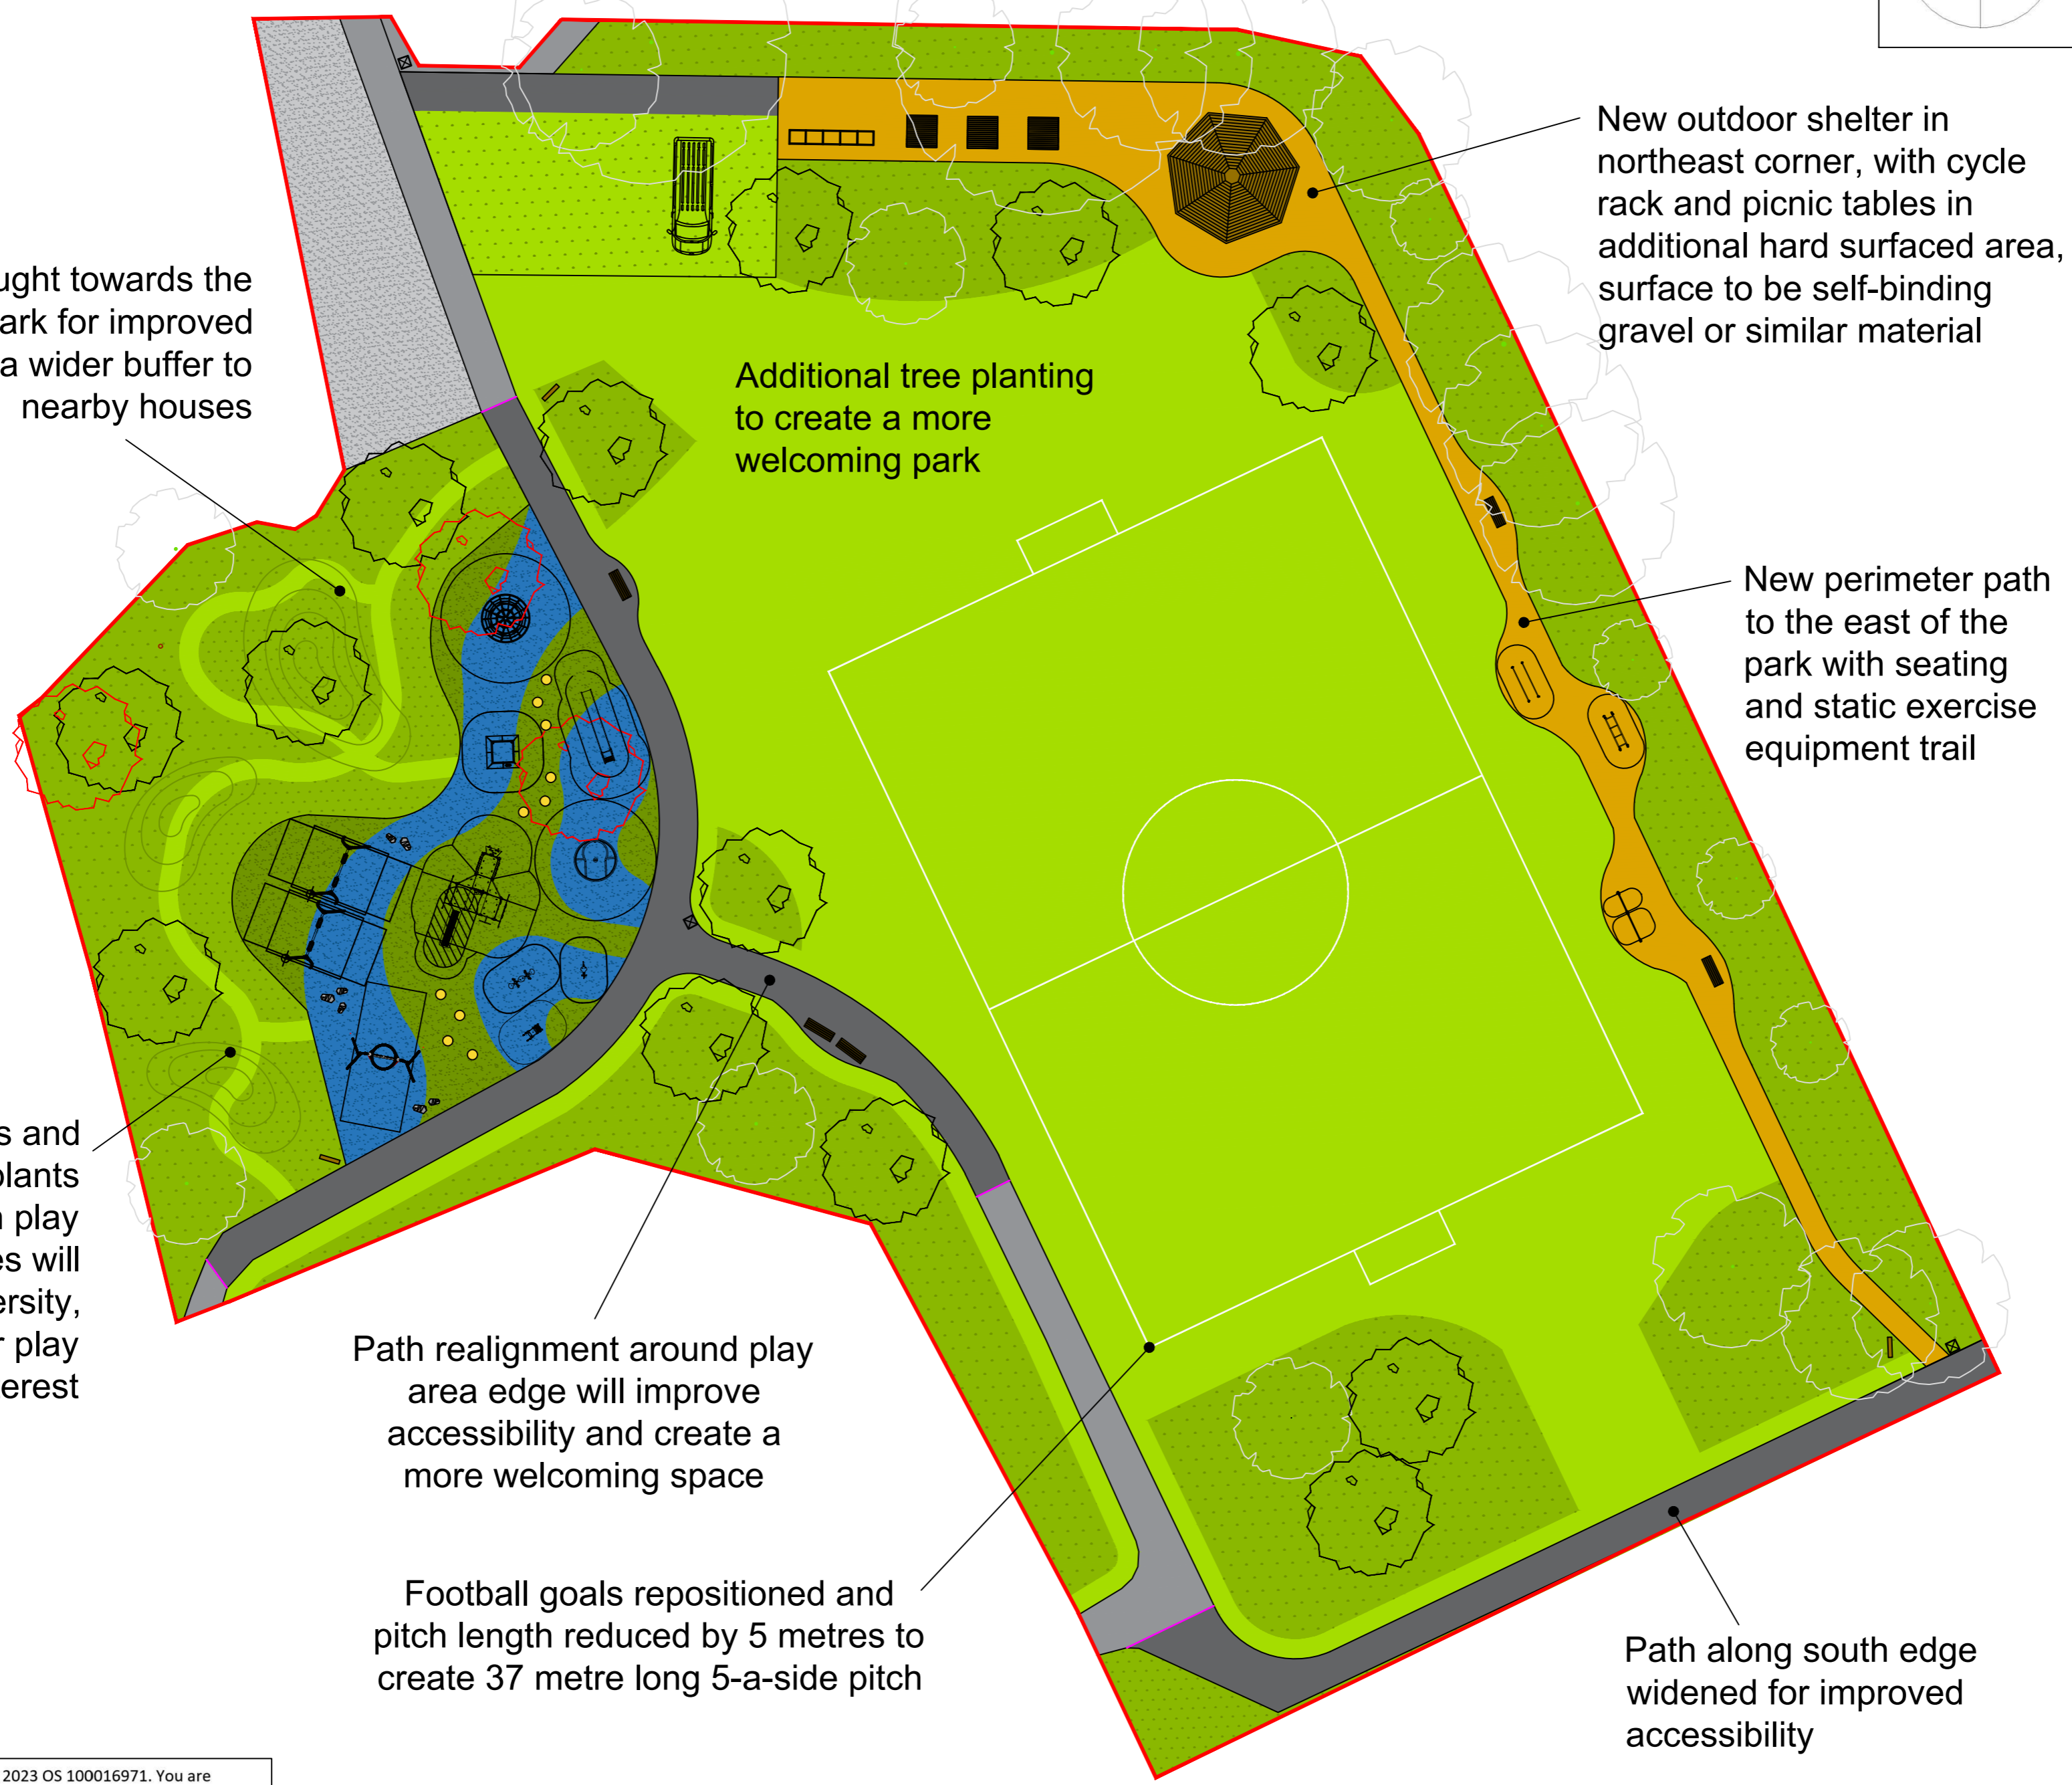 New outdoor shelter in
northeast corner, with cycle
rack and picnic tables in
additional hard surfaced area,
surface to be self-binding
gravel or similar material
towards the
for improved
a wider buffer to
nearby houses
Additional tree planting
to create a more
welcoming park
New perimeter path
to the east of the
park with seating
and static exercise
equipment trail
and
plants
play
will
play
Path realignment around play
area edge will improve
accessibility and create a
more welcoming space
Football goals repositioned and
pitch length reduced by 5 metres to
create 37 metre long 5-a-side pitch
Path along south edge
widened for improved
accessibility
2023 OS 100016971. You are